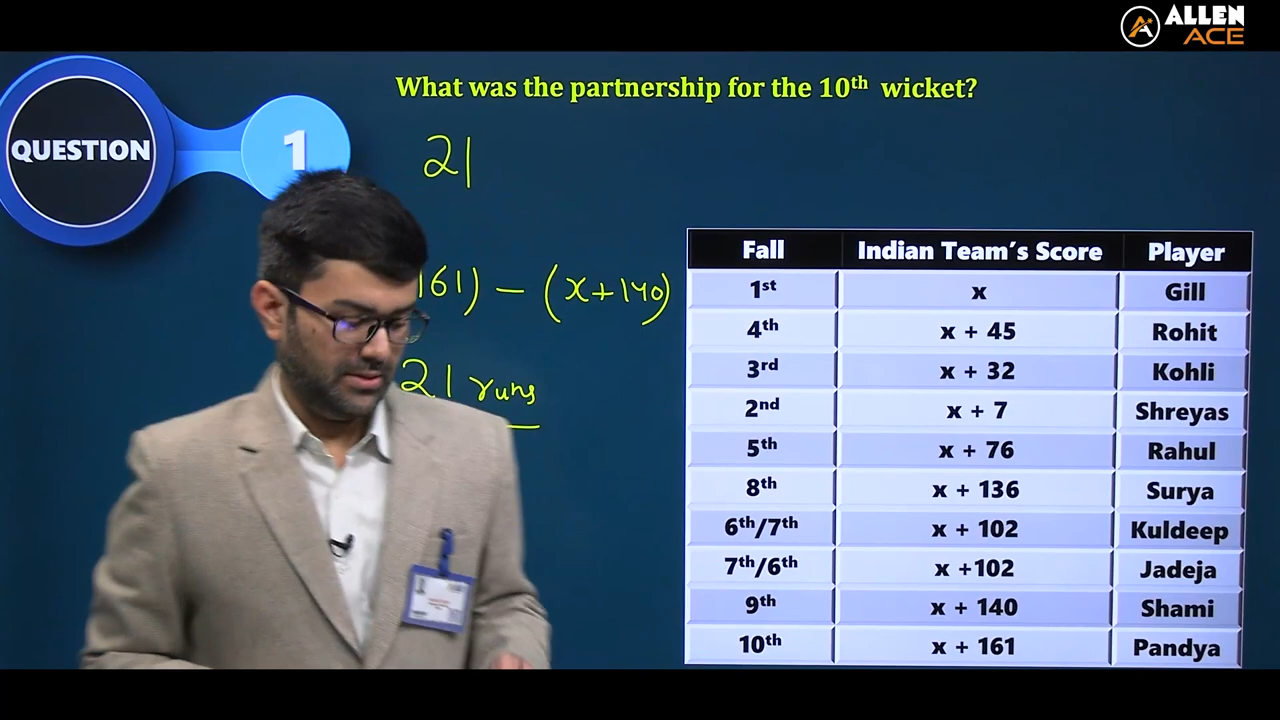 ALLEN
ACE
What was the partnership for the 10th wicket?
QUESTION
1
21
161) - (x+140)
21 runs
Fall Indian Team's Score Player
1st x Gill
4th x + 45 Rohit
3rd x + 32 Kohli
2nd x + 7 Shreyas
5th x + 76 Rahul
8th x + 136 Surya
6th/7th x + 102 Kuldeep
7th/6th x +102 Jadeja
9th x + 140 Shami
10th x + 161 Pandya